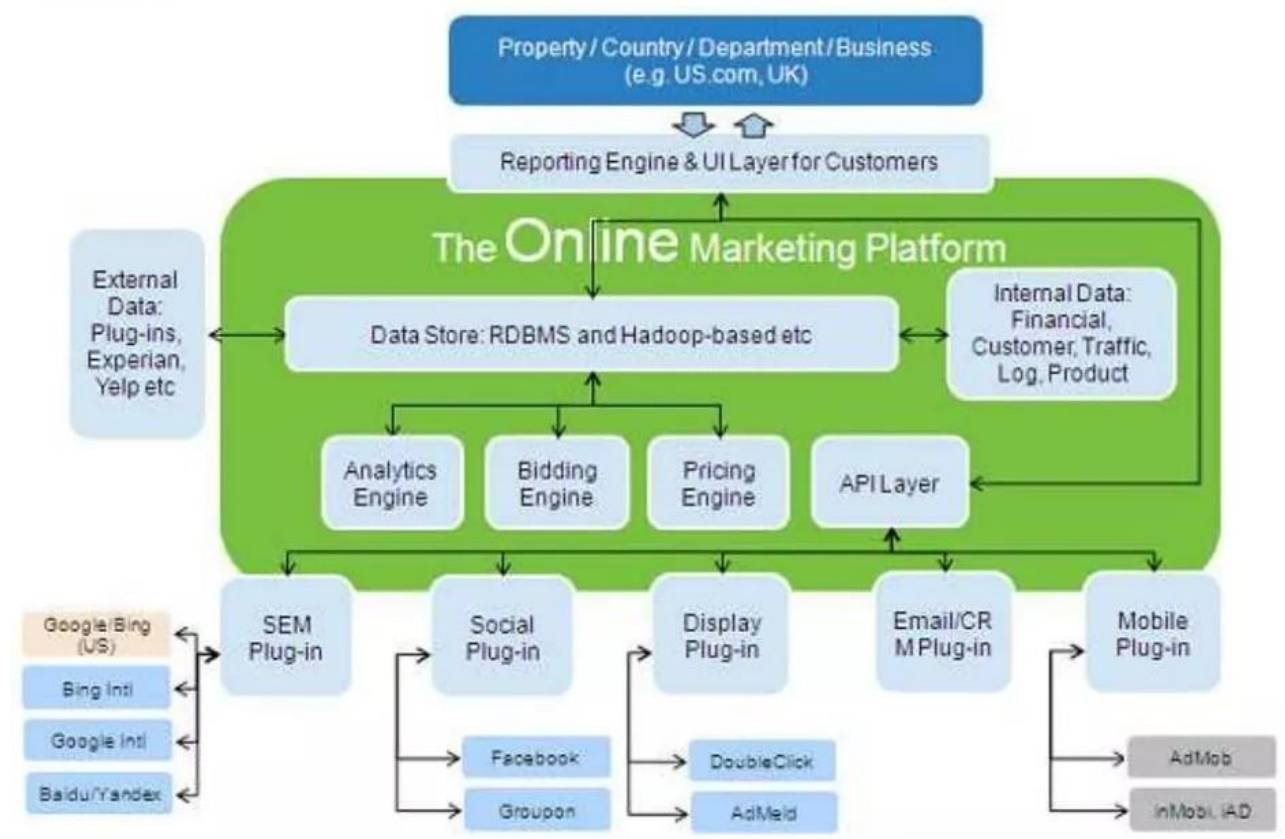 Property / Country / Department / Business
(e.g. US.com, UK)
Reporting Engine & UI Layer for Customers
The Online Marketing Platform
External
Data:
Plug-ins,
Experian,
Yelp etc
Data Store: RDBMS and Hadoop-based etc
Internal Data:
Financial,
Customer, Traffic,
Log, Product
Analytics
Engine
Bidding
Engine
Pricing
Engine
API Layer
SEM
Plug-in
Social
Plug-in
Display
Plug-in
Email/CR
M Plug-in
Mobile
Plug-in
Google/Bing
(US)
Bing Intl
Google Intl
Baidu/Yandex
Facebook
Groupon
DoubleClick
AdMeld
AdMob
InMobi, iAD